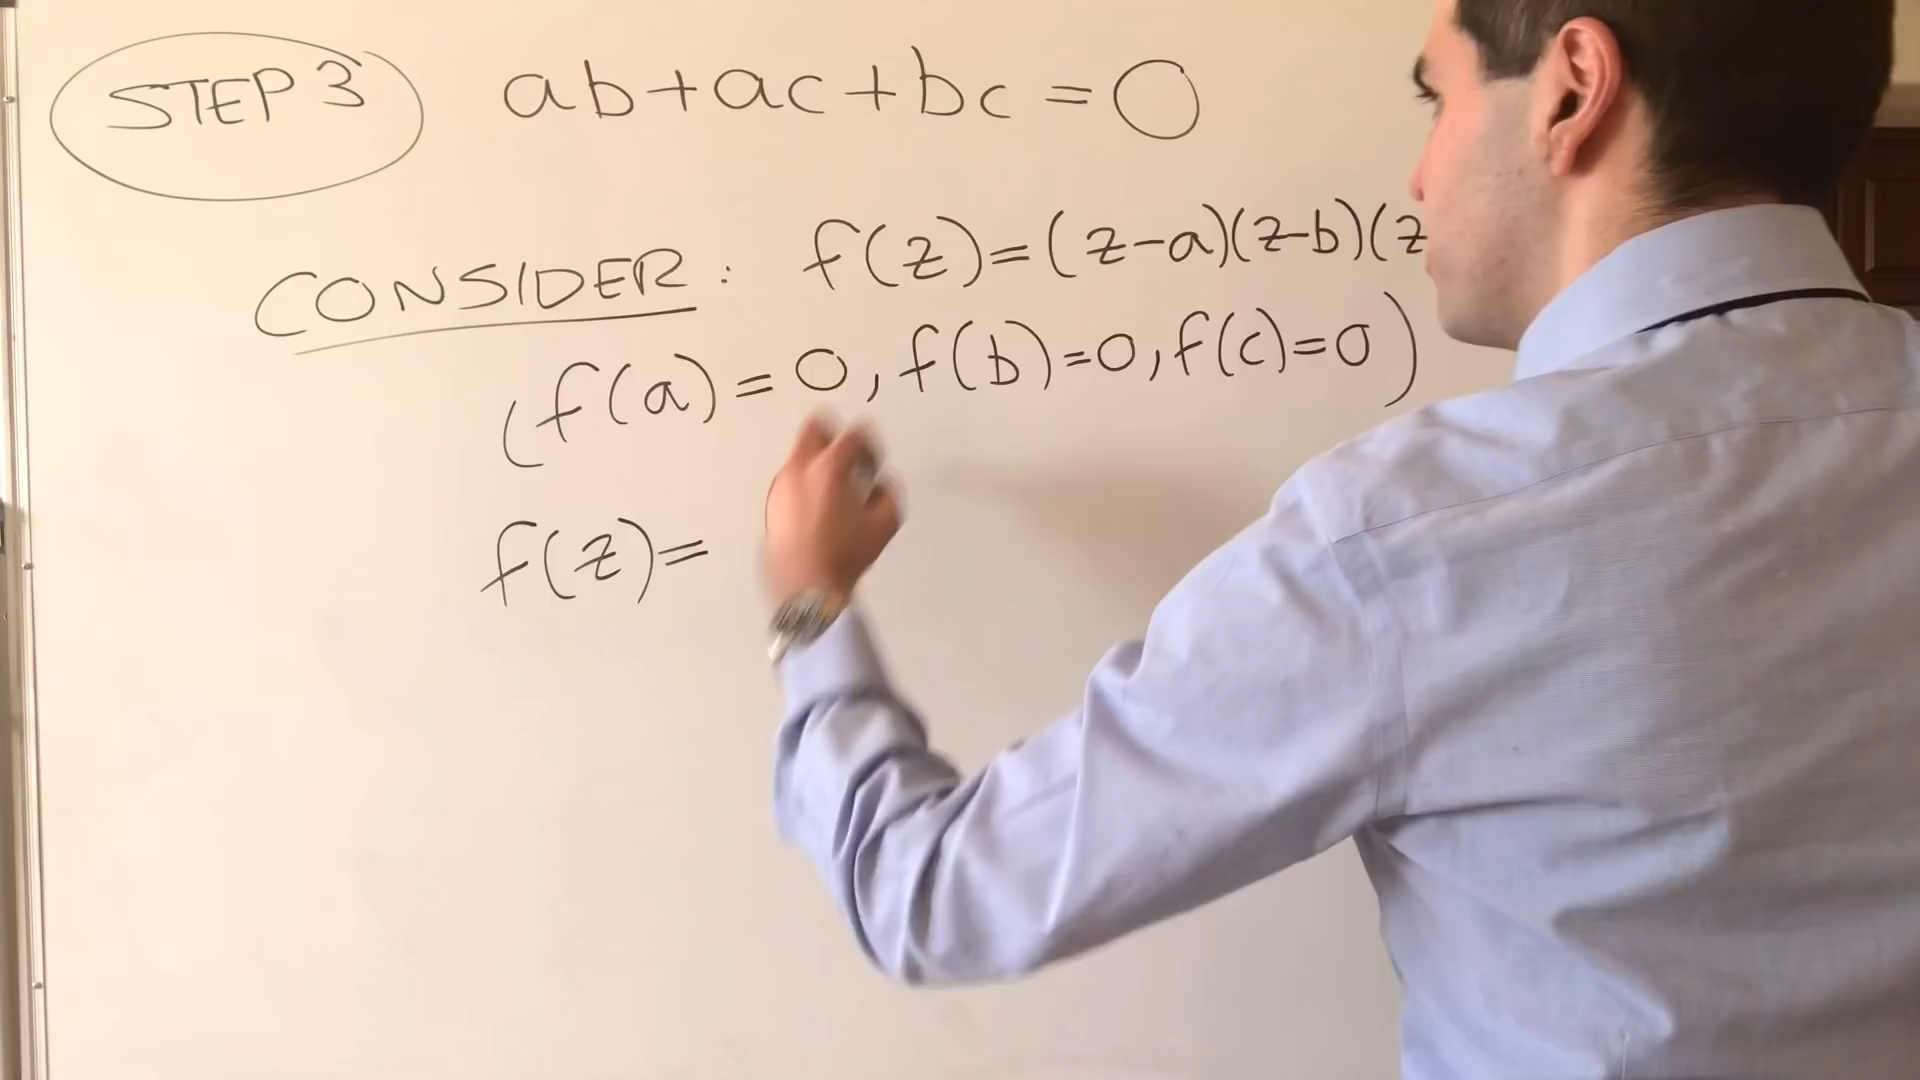 STEP 3 ab+ac+bc=0
CONSIDER: f(z)=(z-a)(z-b)(z
(f(a)=0, f(b)=0, f(c)=0)
f(z)=